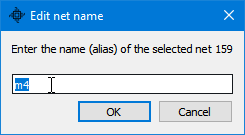 Edit net name
Enter the name (alias) of the selected net 159
m4
OK
Cancel